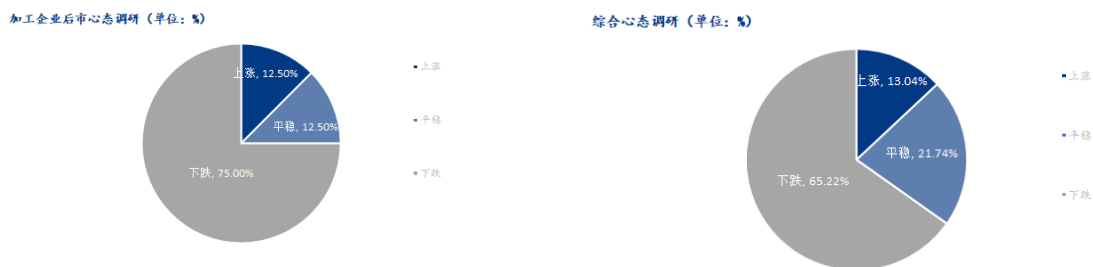 加工企业后市心态调研（单位：%）
上涨, 12.50%
平稳, 12.50%
下跌, 75.00%
上涨
平稳
下跌
综合心态调研（单位：%）
上涨, 13.04%
平稳, 21.74%
下跌, 65.22%
上涨
平稳
下跌